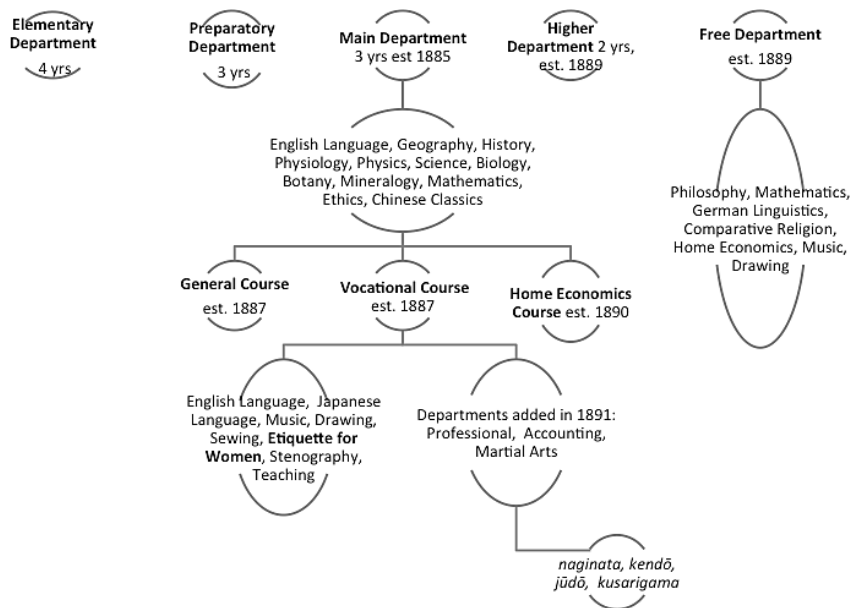 Elementary
Department
4 yrs
Preparatory
Department
3 yrs
Main Department
3 yrs est 1885
Higher
Department 2 yrs,
est. 1889
Free Department
est. 1889
English Language, Geography, History,
Physiology, Physics, Science, Biology,
Botany, Mineralogy, Mathematics,
Ethics, Chinese Classics
Philosophy, Mathematics,
German Linguistics,
Comparative Religion,
Home Economics, Music,
Drawing
General Course
est. 1887
Vocational Course
est. 1887
Home Economics
Course est. 1890
English Language, Japanese
Language, Music, Drawing,
Sewing, Etiquette for
Women, Stenography,
Teaching
Departments added in 1891:
Professional, Accounting,
Martial Arts
naginata, kendō,
jūdō, kusarigama